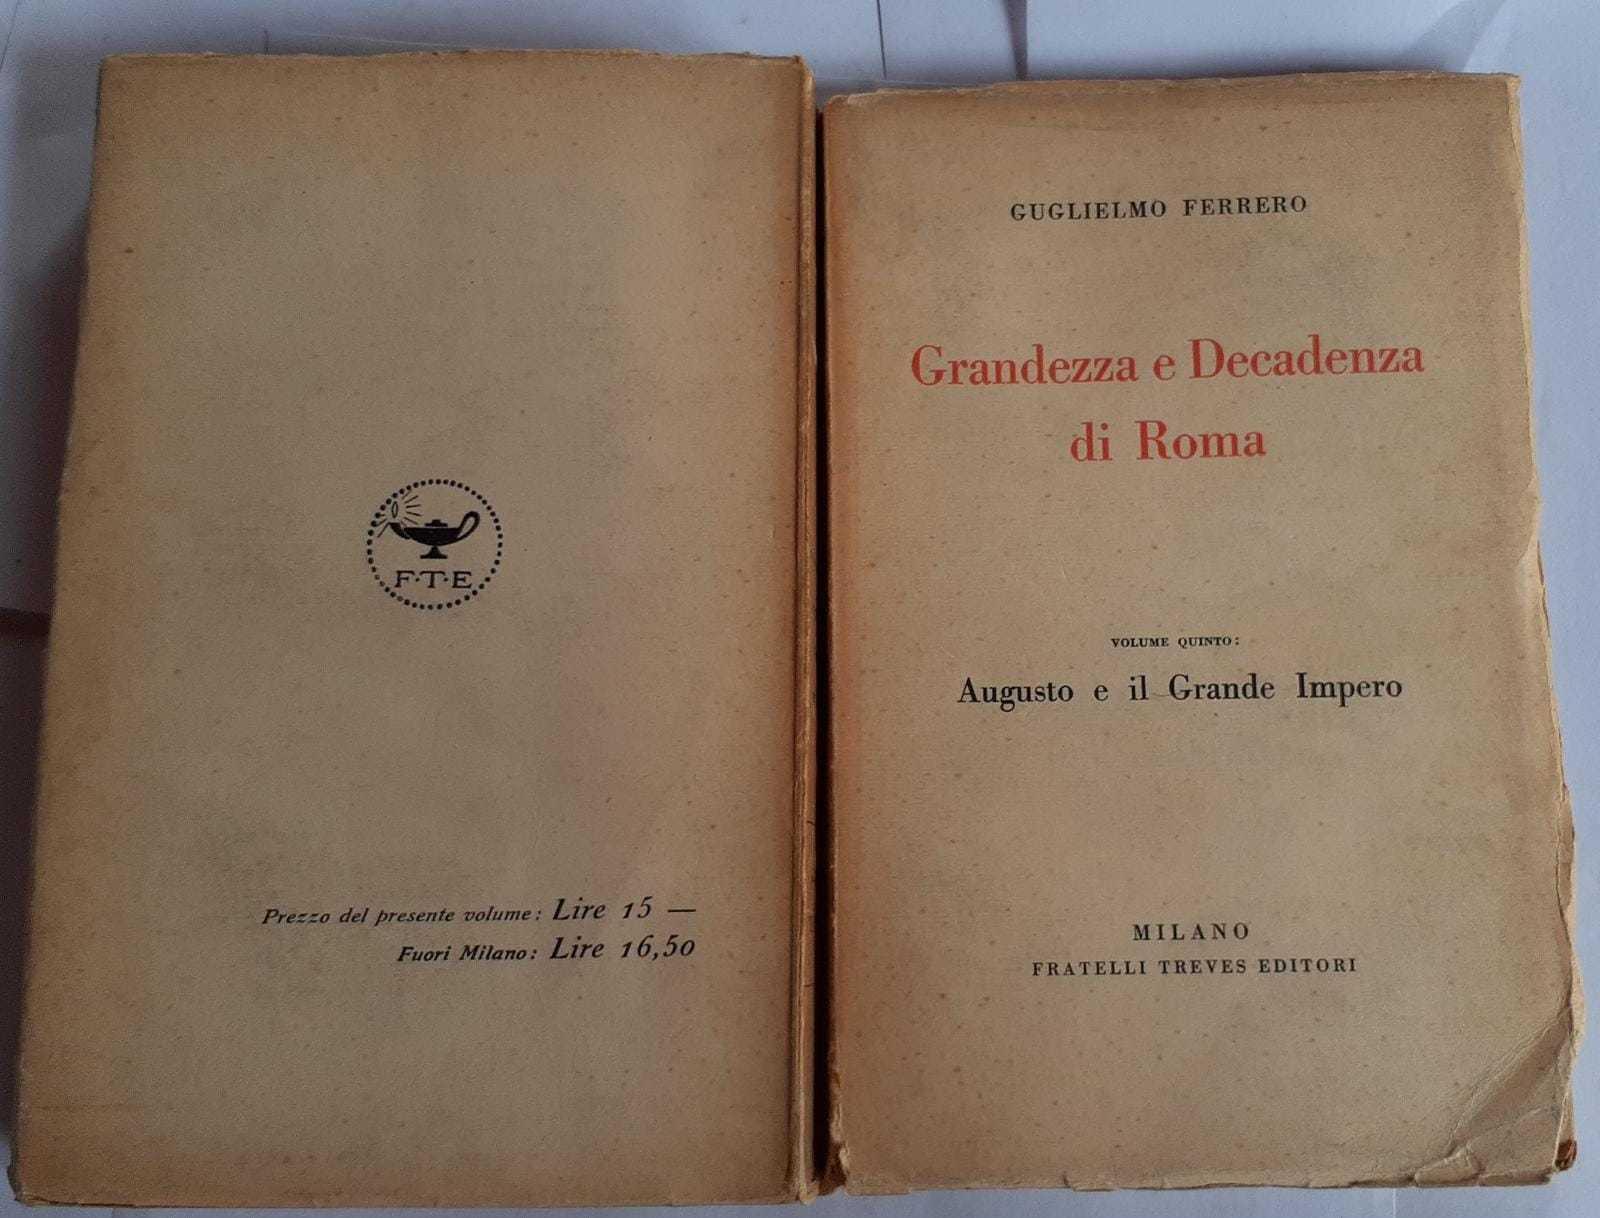 F·T·E
Prezzo del presente volume: Lire 15 —
Fuori Milano: Lire 16,50
GUGLIELMO FERRERO
Grandezza e Decadenza
di Roma
VOLUME QUINTO:
Augusto e il Grande Impero
MILANO
FRATELLI TREVES EDITORI